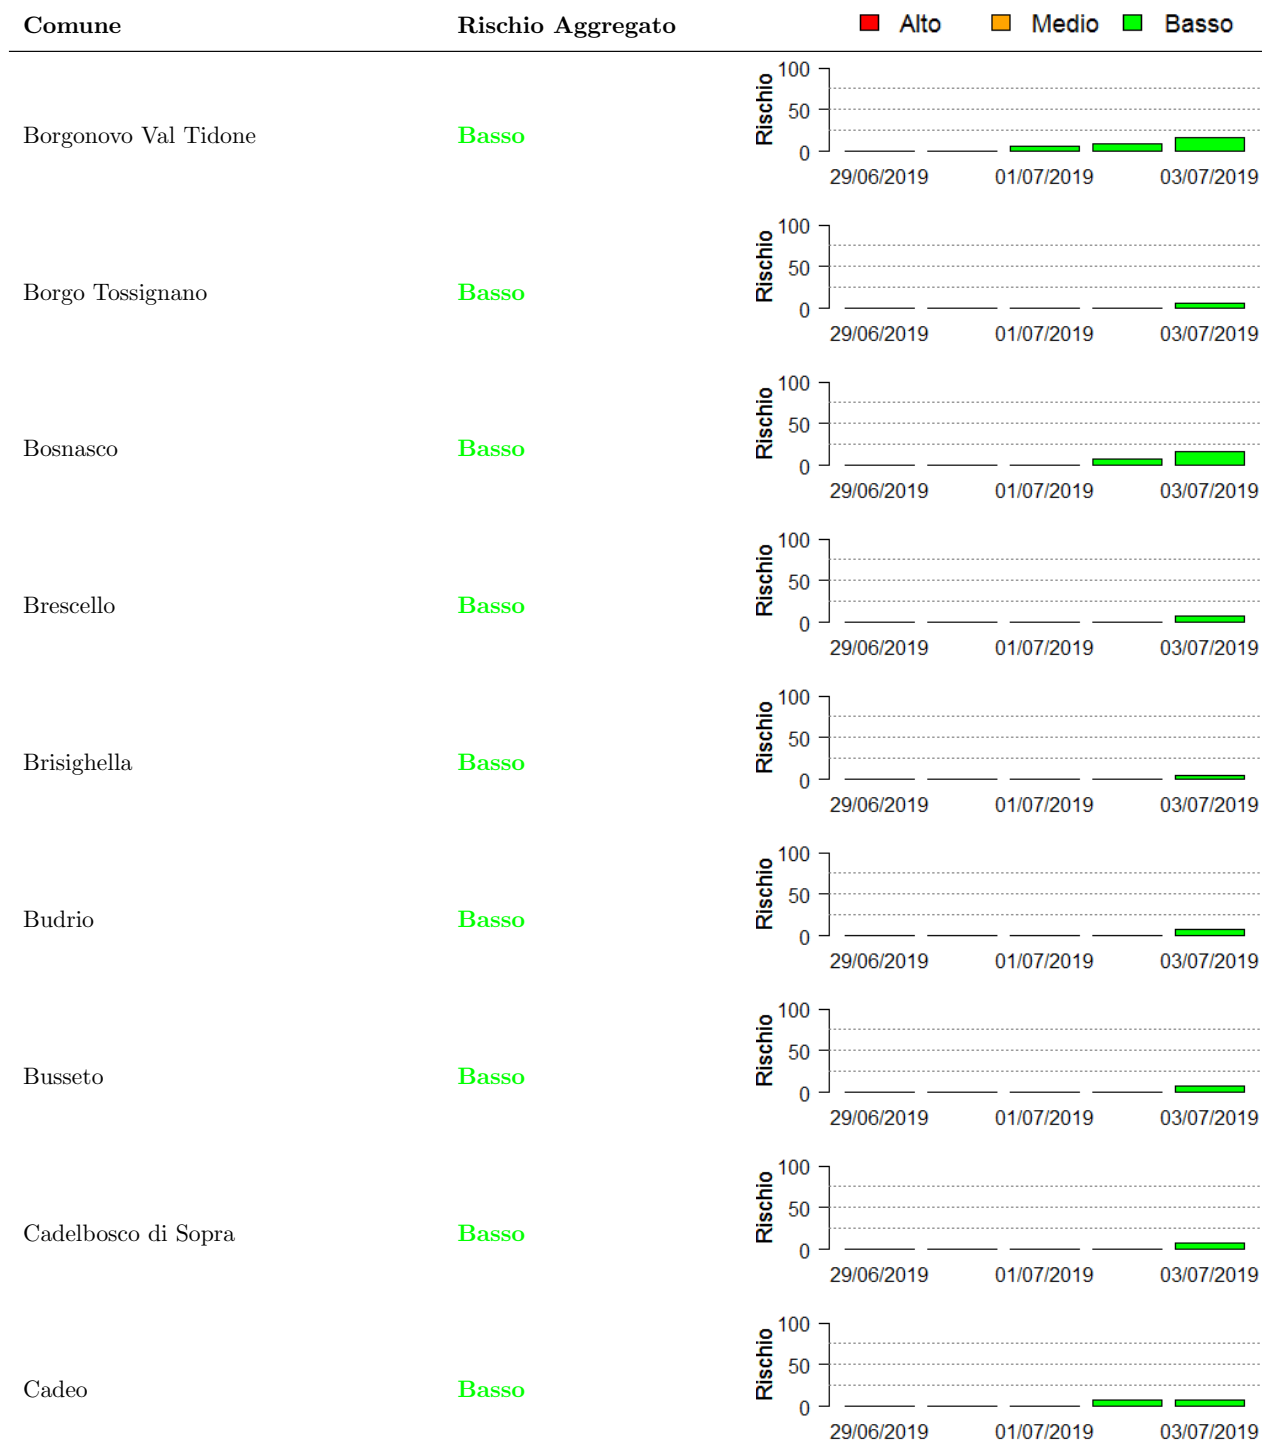 Comune Rischio Aggregato Alto Medio Basso
Borgonovo Val Tidone Basso
Rischio
100
50
0
29/06/2019 01/07/2019 03/07/2019
Borgo Tossignano Basso
Rischio
100
50
0
29/06/2019 01/07/2019 03/07/2019
Bosnasco Basso
Rischio
100
50
0
29/06/2019 01/07/2019 03/07/2019
Brescello Basso
Rischio
100
50
0
29/06/2019 01/07/2019 03/07/2019
Brisighella Basso
Rischio
100
50
0
29/06/2019 01/07/2019 03/07/2019
Budrio Basso
Rischio
100
50
0
29/06/2019 01/07/2019 03/07/2019
Busseto Basso
Rischio
100
50
0
29/06/2019 01/07/2019 03/07/2019
Cadelbosco di Sopra Basso
Rischio
100
50
0
29/06/2019 01/07/2019 03/07/2019
Cadeo Basso
Rischio
100
50
0
29/06/2019 01/07/2019 03/07/2019